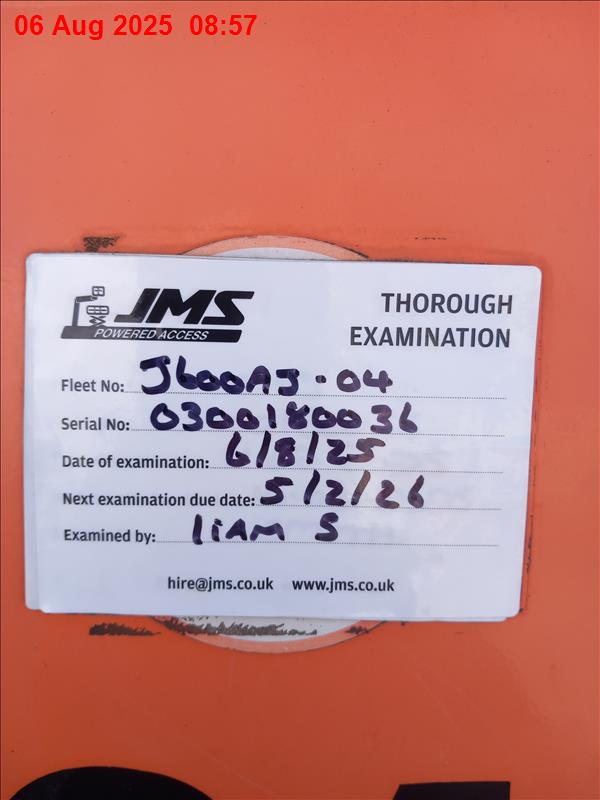 06 Aug 2025 08:57
JMS
POWERED ACCESS
THOROUGH
EXAMINATION
Fleet No: J600AJ-04
Serial No: 0300180036
Date of examination: 6/8/25
Next examination due date: 5/2/26
Examined by: LIAM S
hire@jms.co.uk www.jms.co.uk